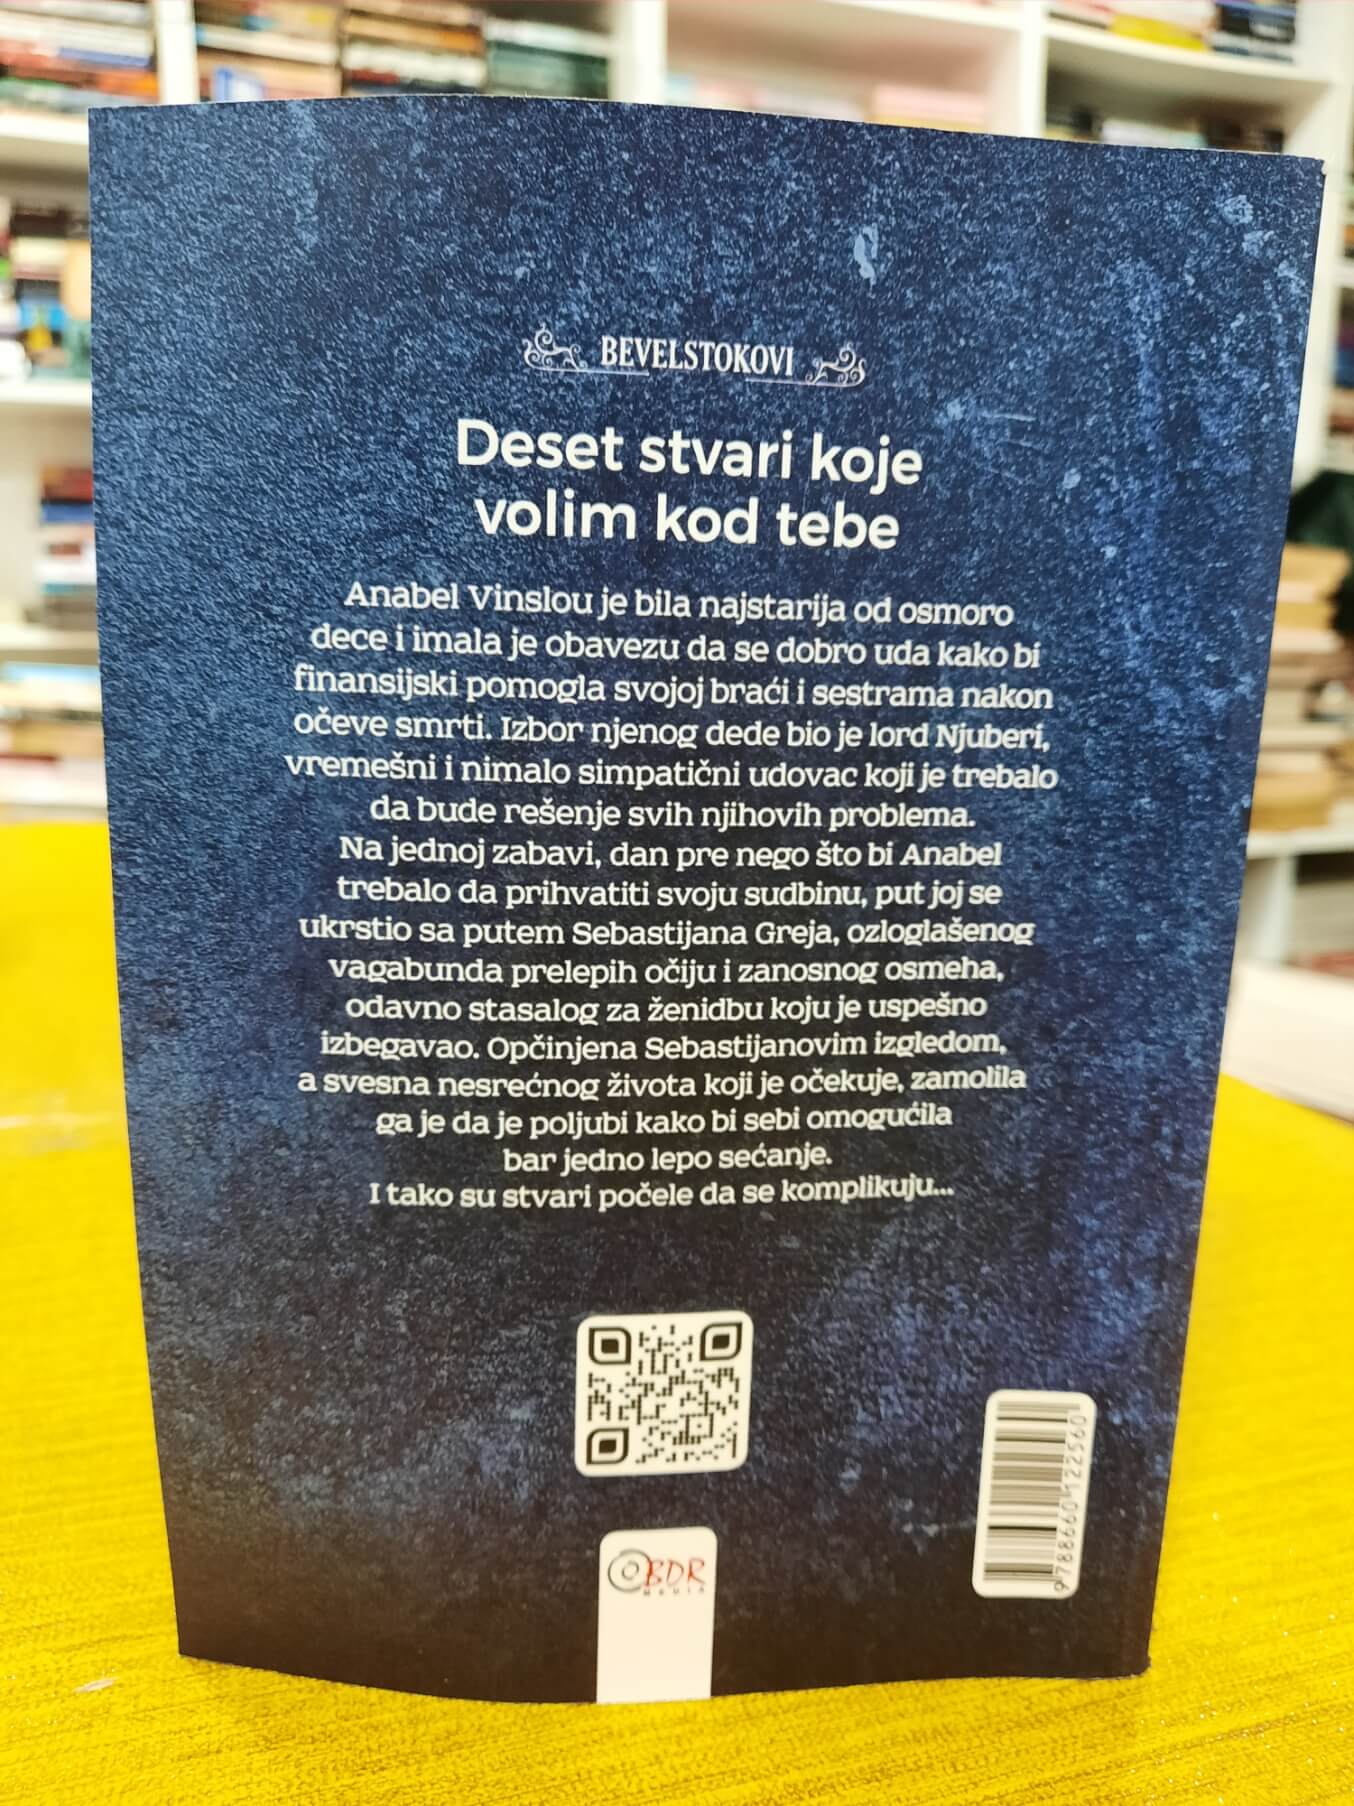 BEVELSTOKOVI
Deset stvari koje
volim kod tebe
Anabel Vinslou je bila najstarija od osmoro
dece i imala je obavezu da se dobro uda kako bi
finansijski pomogla svojoj braći i sestrama nakon
očeve smrti. Izbor njenog dede bio je lord Njuberi,
vremešni i nimalo simpatični udovac koji je trebalo
da bude rešenje svih njihovih problema.
Na jednoj zabavi, dan pre nego što bi Anabel
trebalo da prihvatiti svoju sudbinu, put joj se
ukrstio sa putem Sebastijana Greja, ozloglašenog
vagabunda prelepih očiju i zanosnog osmeha,
odavno stasalog za ženidbu koju je uspešno
izbegavao. Opčinjena Sebastijanovim izgledom,
a svesna nesrećnog života koji je očekuje, zamolila
ga je da je poljubi kako bi sebi omogućila
bar jedno lepo sećanje.
I tako su stvari počele da se komplikuju...
BDR
MEDIA
9788660122560